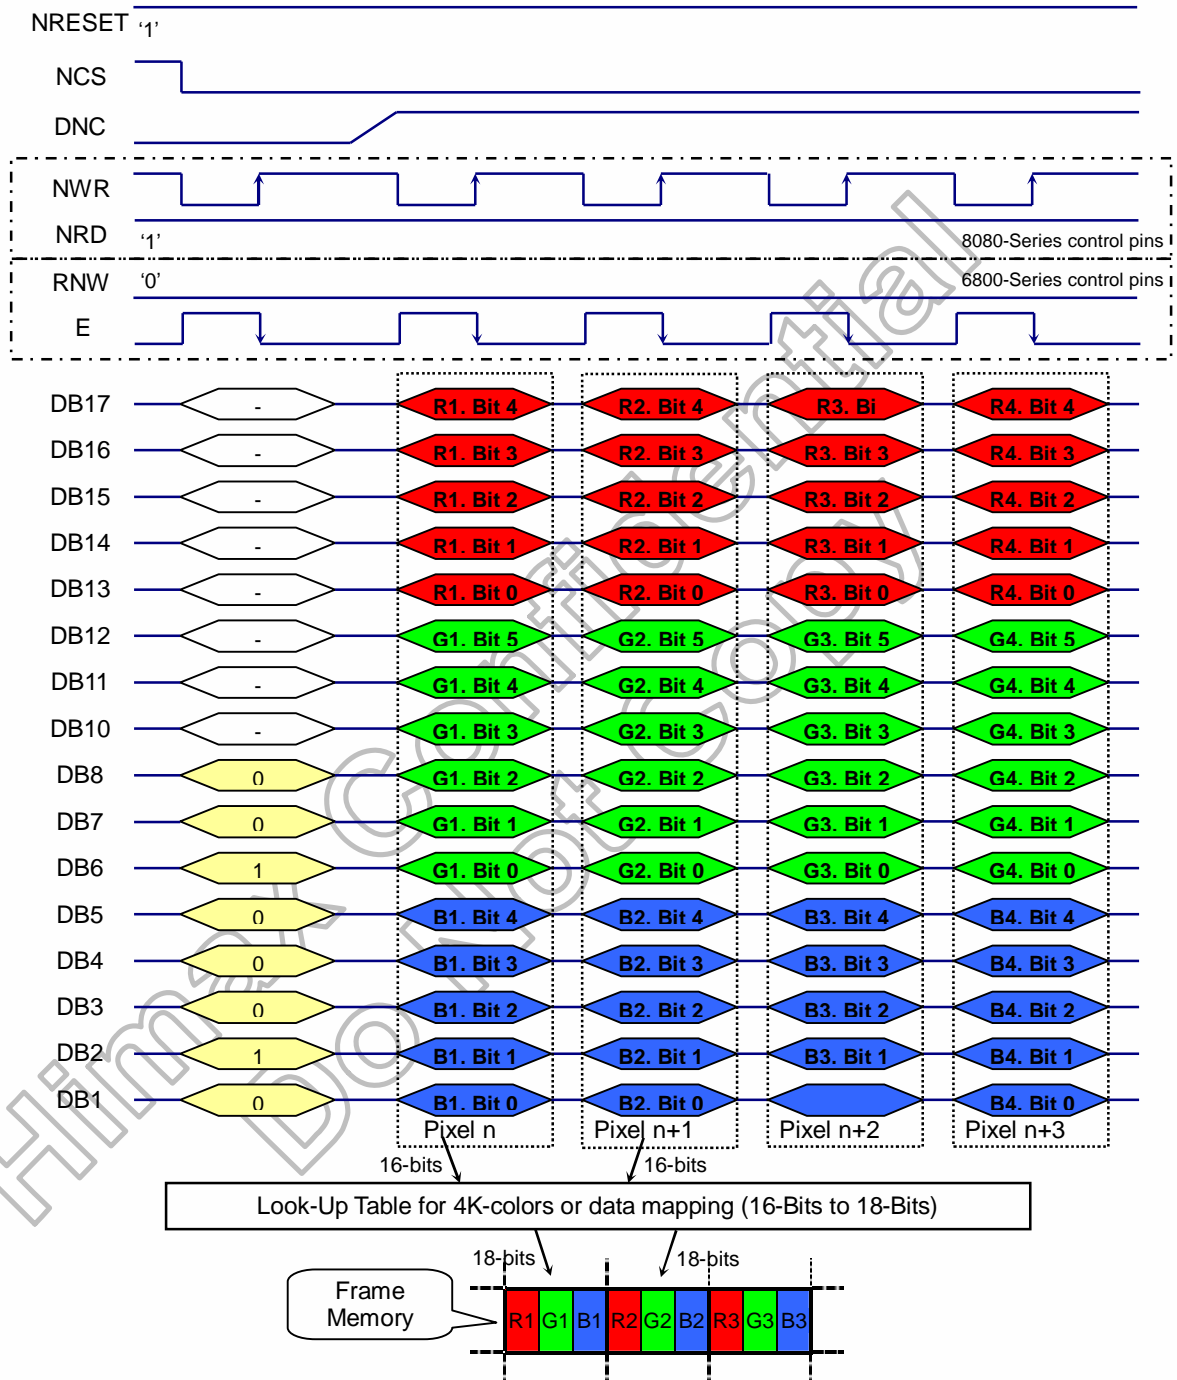 NRESET '1'
NCS
DNC
NWR
NRD '1' 8080-Series control pins
RNW '0' 6800-Series control pins
E
DB17 - R1. Bit 4 R2. Bit 4 R3. Bi R4. Bit 4
DB16 - R1. Bit 3 R2. Bit 3 R3. Bit 3 R4. Bit 3
DB15 - R1. Bit 2 R2. Bit 2 R3. Bit 2 R4. Bit 2
DB14 - R1. Bit 1 R2. Bit 1 R3. Bit 1 R4. Bit 1
DB13 - R1. Bit 0 R2. Bit 0 R3. Bit 0 R4. Bit 0
DB12 - G1. Bit 5 G2. Bit 5 G3. Bit 5 G4. Bit 5
DB11 - G1. Bit 4 G2. Bit 4 G3. Bit 4 G4. Bit 4
DB10 - G1. Bit 3 G2. Bit 3 G3. Bit 3 G4. Bit 3
DB8 0 G1. Bit 2 G2. Bit 2 G3. Bit 2 G4. Bit 2
DB7 0 G1. Bit 1 G2. Bit 1 G3. Bit 1 G4. Bit 1
DB6 1 G1. Bit 0 G2. Bit 0 G3. Bit 0 G4. Bit 0
DB5 0 B1. Bit 4 B2. Bit 4 B3. Bit 4 B4. Bit 4
DB4 0 B1. Bit 3 B2. Bit 3 B3. Bit 3 B4. Bit 3
DB3 0 B1. Bit 2 B2. Bit 2 B3. Bit 2 B4. Bit 2
DB2 1 B1. Bit 1 B2. Bit 1 B3. Bit 1 B4. Bit 1
DB1 0 B1. Bit 0 B2. Bit 0 B4. Bit 0
Pixel n Pixel n+1 Pixel n+2 Pixel n+3
16-bits 16-bits
Look-Up Table for 4K-colors or data mapping (16-Bits to 18-Bits)
18-bits 18-bits
Frame
Memory
R1 G1 B1 R2 G2 B2 R3 G3 B3
Himax Confidential
Do Not Copy